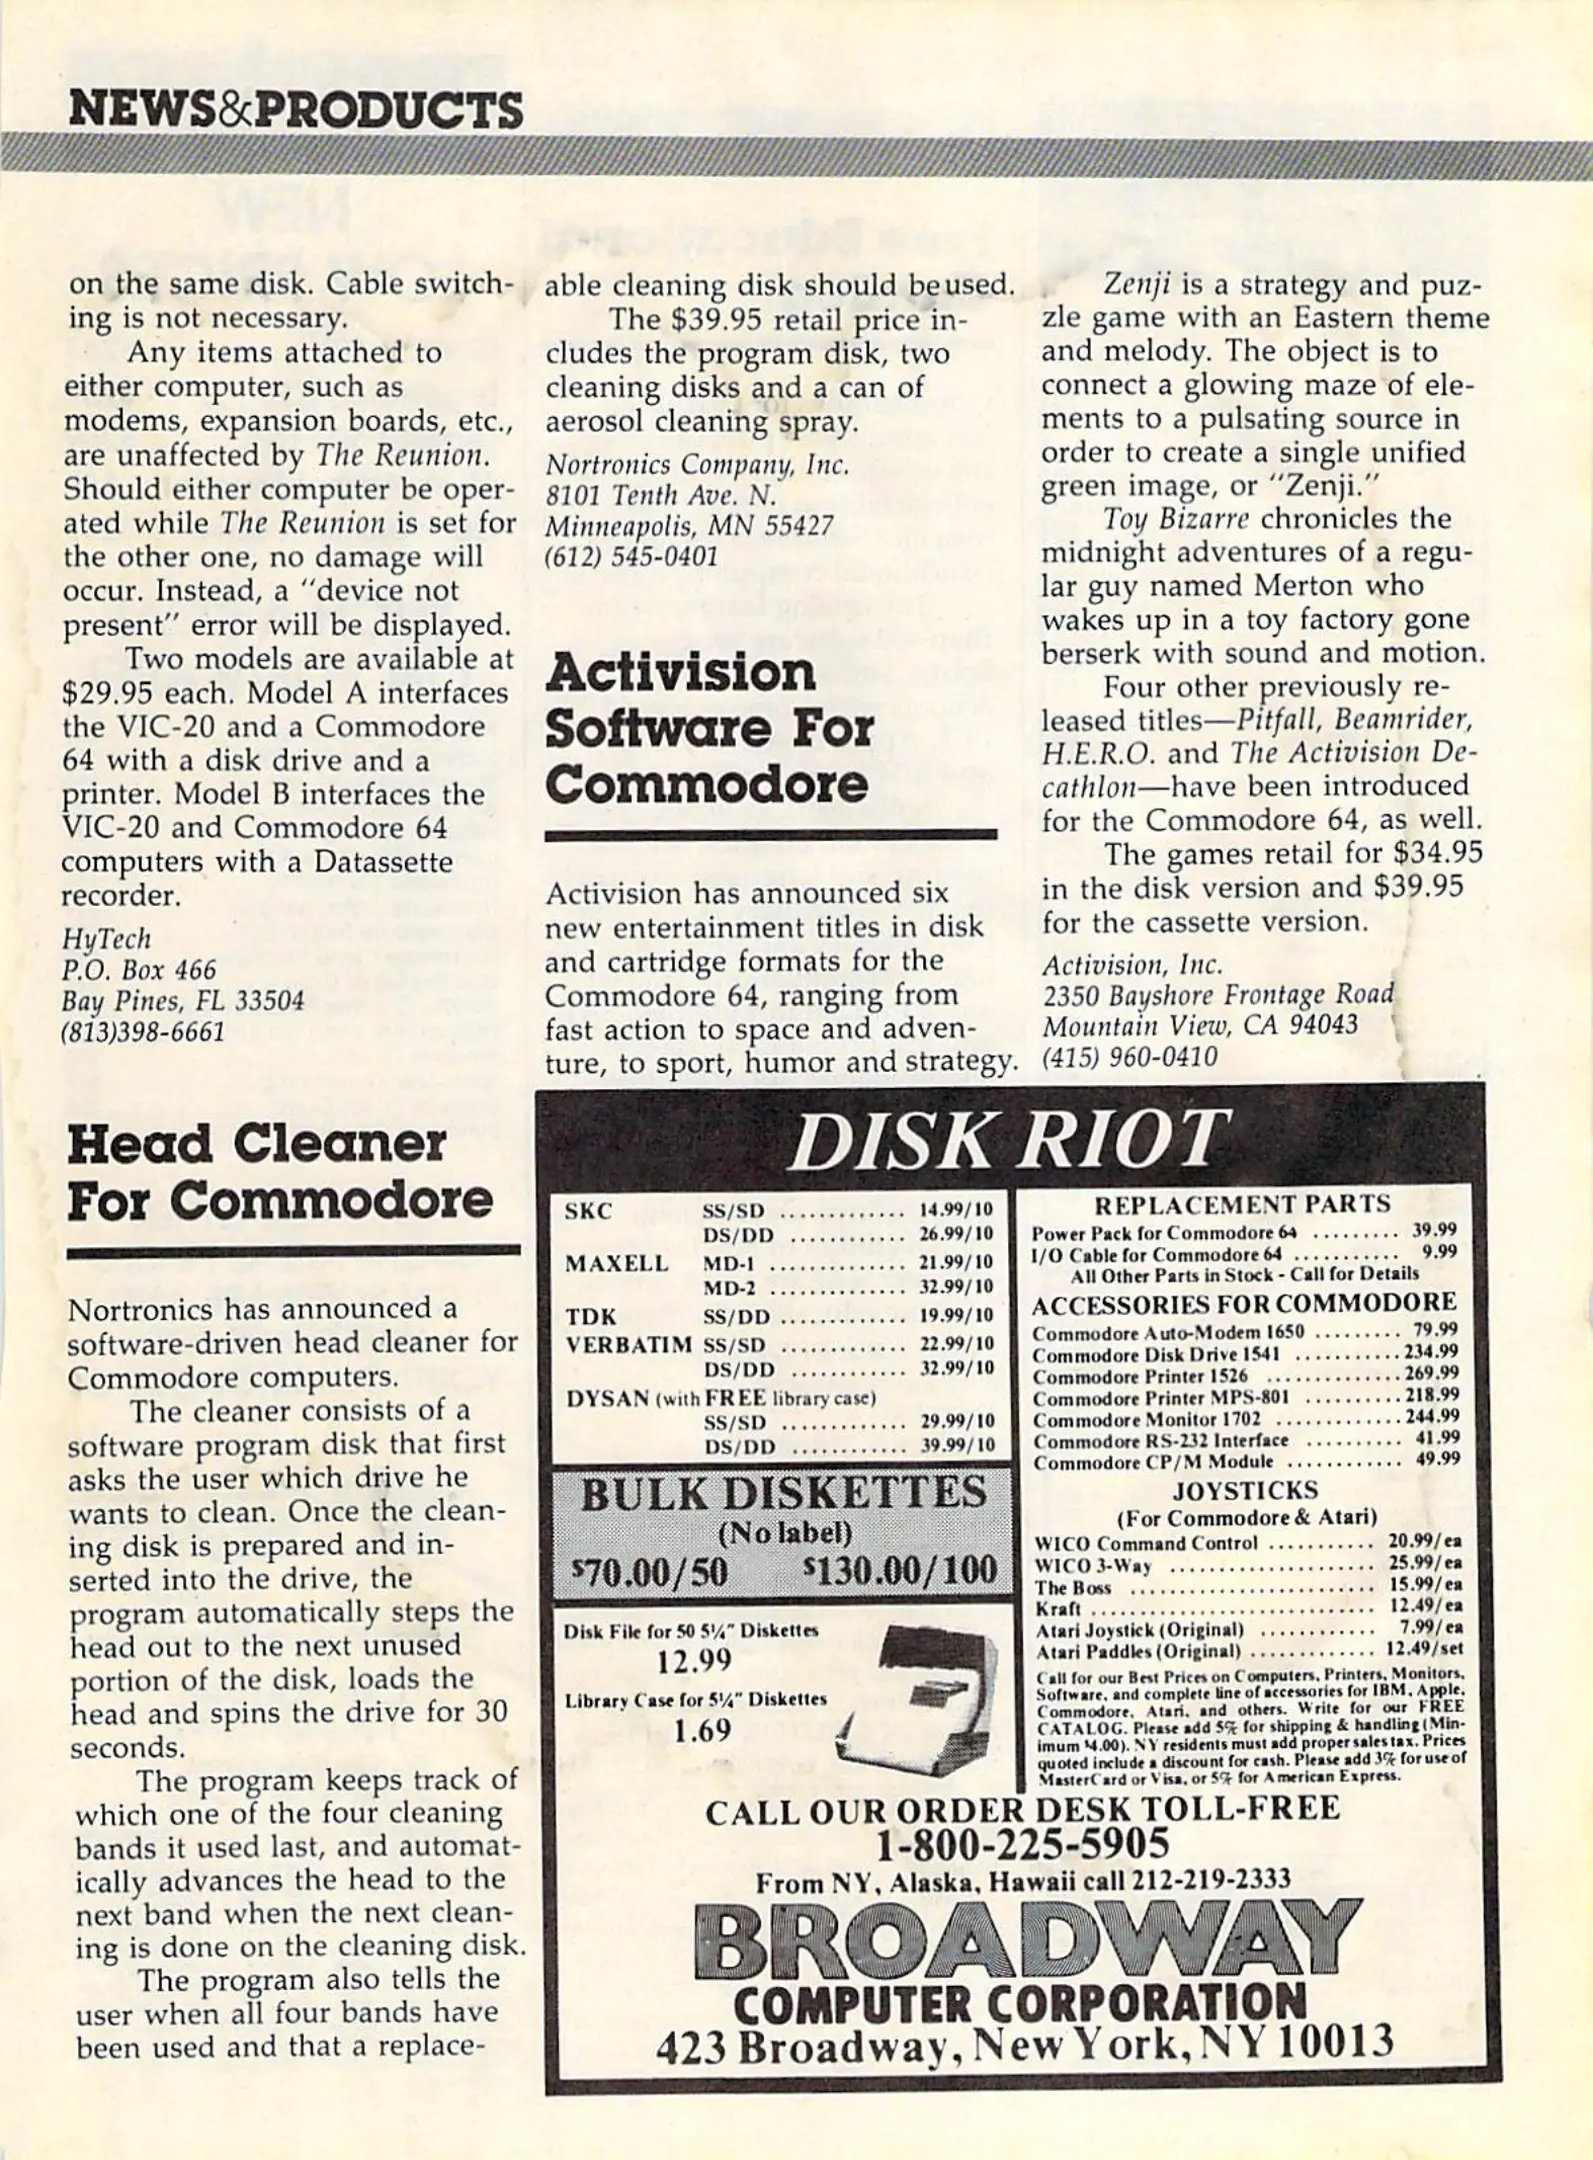 NEWS&PRODUCTS
on the same disk. Cable switch-
ing is not necessary.
Any items attached to
either computer, such as
modems, expansion boards, etc.,
are unaffected by The Reunion.
Should either computer be oper-
ated while The Reunion is set for
the other one, no damage will
occur. Instead, a "device not
present" error will be displayed.
Two models are available at
$29.95 each. Model A interfaces
the VIC-20 and a Commodore
64 with a disk drive and a
printer. Model B interfaces the
VIC-20 and Commodore 64
computers with a Datassette
recorder.
HyTech
P.O. Box 466
Bay Pines, FL 33504
(813)398-6661
Head Cleaner
For Commodore
Nortronics has announced a
software-driven head cleaner for
Commodore computers.
The cleaner consists of a
software program disk that first
asks the user which drive he
wants to clean. Once the clean-
ing disk is prepared and in-
serted into the drive, the
program automatically steps the
head out to the next unused
portion of the disk, loads the
head and spins the drive for 30
seconds.
The program keeps track of
which one of the four cleaning
bands it used last, and automat-
ically advances the head to the
next band when the next clean-
ing is done on the cleaning disk.
The program also tells the
user when all four bands have
been used and that a replace-
able cleaning disk should be used.
The $39.95 retail price in-
cludes the program disk, two
cleaning disks and a can of
aerosol cleaning spray.
Nortronics Company, Inc.
8101 Tenth Ave. N.
Minneapolis, MN 55427
(612) 545-0401
Activision
Software For
Commodore
Activision has announced six
new entertainment titles in disk
and cartridge formats for the
Commodore 64, ranging from
fast action to space and adven-
ture, to sport, humor and strategy.
Zenji is a strategy and puz-
zle game with an Eastern theme
and melody. The object is to
connect a glowing maze of ele-
ments to a pulsating source in
order to create a single unified
green image, or "Zenji."
Toy Bizarre chronicles the
midnight adventures of a regu-
lar guy named Merton who
wakes up in a toy factory gone
berserk with sound and motion.
Four other previously re-
leased titles—Pitfall, Beamrider,
H.E.R.O. and The Activision De-
cathlon—have been introduced
for the Commodore 64, as well.
The games retail for $34.95
in the disk version and $39.95
for the cassette version.
Activision, Inc.
2350 Bayshore Frontage Road
Mountain View, CA 94043
(415) 960-0410
DISK RIOT
SKC SS/SD ............. 14.99/10
DS/DD ............ 26.99/10
MAXELL MD-1 .............. 21.99/10
MD-2 .............. 32.99/10
TDK SS/DD ............. 19.99/10
VERBATIM SS/SD ............. 22.99/10
DS/DD ............ 32.99/10
DYSAN (with FREE library case)
SS/SD ............. 29.99/10
DS/DD ............ 39.99/10
BULK DISKETTES
(No label)
$70.00/50 $130.00/100
Disk File for 50 5¼" Diskettes
12.99
Library Case for 5¼" Diskettes
1.69
REPLACEMENT PARTS
Power Pack for Commodore 64 ......... 39.99
I/O Cable for Commodore 64 ........... 9.99
All Other Parts in Stock - Call for Details
ACCESSORIES FOR COMMODORE
Commodore Auto-Modem 1650 ......... 79.99
Commodore Disk Drive 1541 ........... 234.99
Commodore Printer 1526 .............. 269.99
Commodore Printer MPS-801 .......... 218.99
Commodore Monitor 1702 ............. 244.99
Commodore RS-232 Interface .......... 41.99
Commodore CP/M Module ............ 49.99
JOYSTICKS
(For Commodore & Atari)
WICO Command Control ........... 20.99/ea
WICO 3-Way ..................... 25.99/ea
The Boss ......................... 15.99/ea
Kraft ............................. 12.49/ea
Atari Joystick (Original) ............ 7.99/ea
Atari Paddles (Original) ............. 12.49/set
Call for our Best Prices on Computers, Printers, Monitors,
Software, and complete line of accessories for IBM, Apple,
Commodore, Atari, and others. Write for our FREE
CATALOG. Please add 5% for shipping & handling (Min-
imum $4.00). NY residents must add proper sales tax. Prices
quoted include a discount for cash. Please add 3% for use of
MasterCard or Visa, or 5% for American Express.
CALL OUR ORDER DESK TOLL-FREE
1-800-225-5905
From NY, Alaska, Hawaii call 212-219-2333
BROADWAY
COMPUTER CORPORATION
423 Broadway, New York, NY 10013